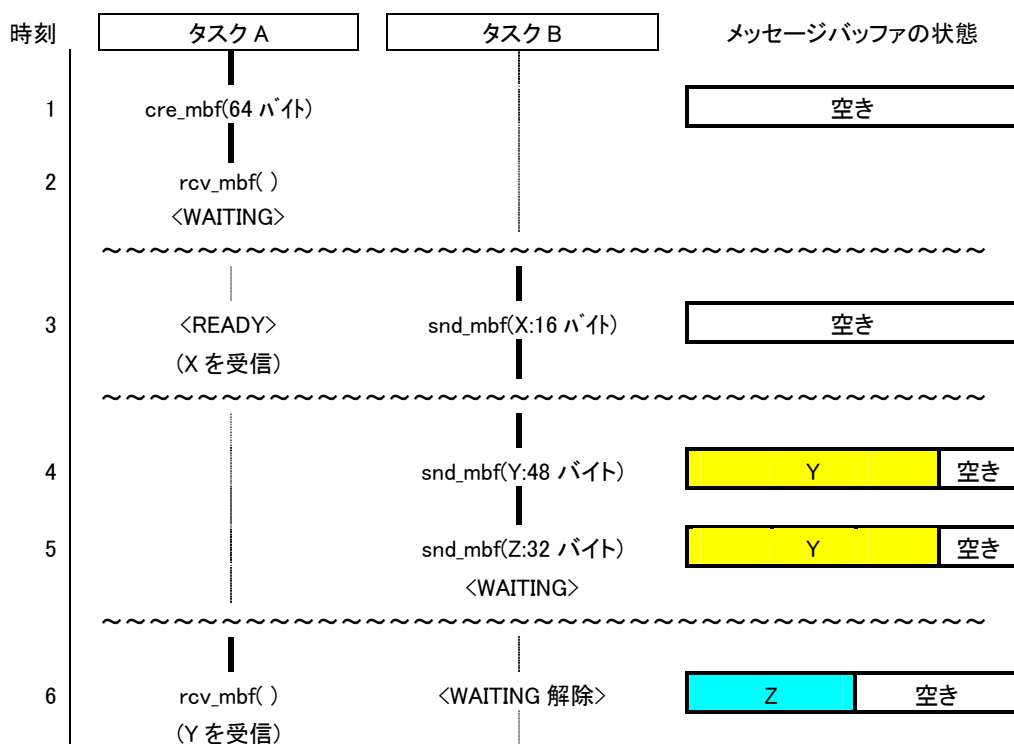 時刻 タスク A タスク B メッセージバッファの状態
1 cre_mbf(64 バイト) 空き
2 rcv_mbf( )
<WAITING>
～～～～～～～～～～～～～～～～～～～～～～～～～～～～～～～～～～～～～
3 <READY> snd_mbf(X:16 バイト) 空き
(X を受信)
～～～～～～～～～～～～～～～～～～～～～～～～～～～～～～～～～～～～～
4 snd_mbf(Y:48 バイト) Y 空き
5 snd_mbf(Z:32 バイト) Y 空き
<WAITING>
～～～～～～～～～～～～～～～～～～～～～～～～～～～～～～～～～～～～～
6 rcv_mbf( ) <WAITING 解除> Z 空き
(Y を受信)